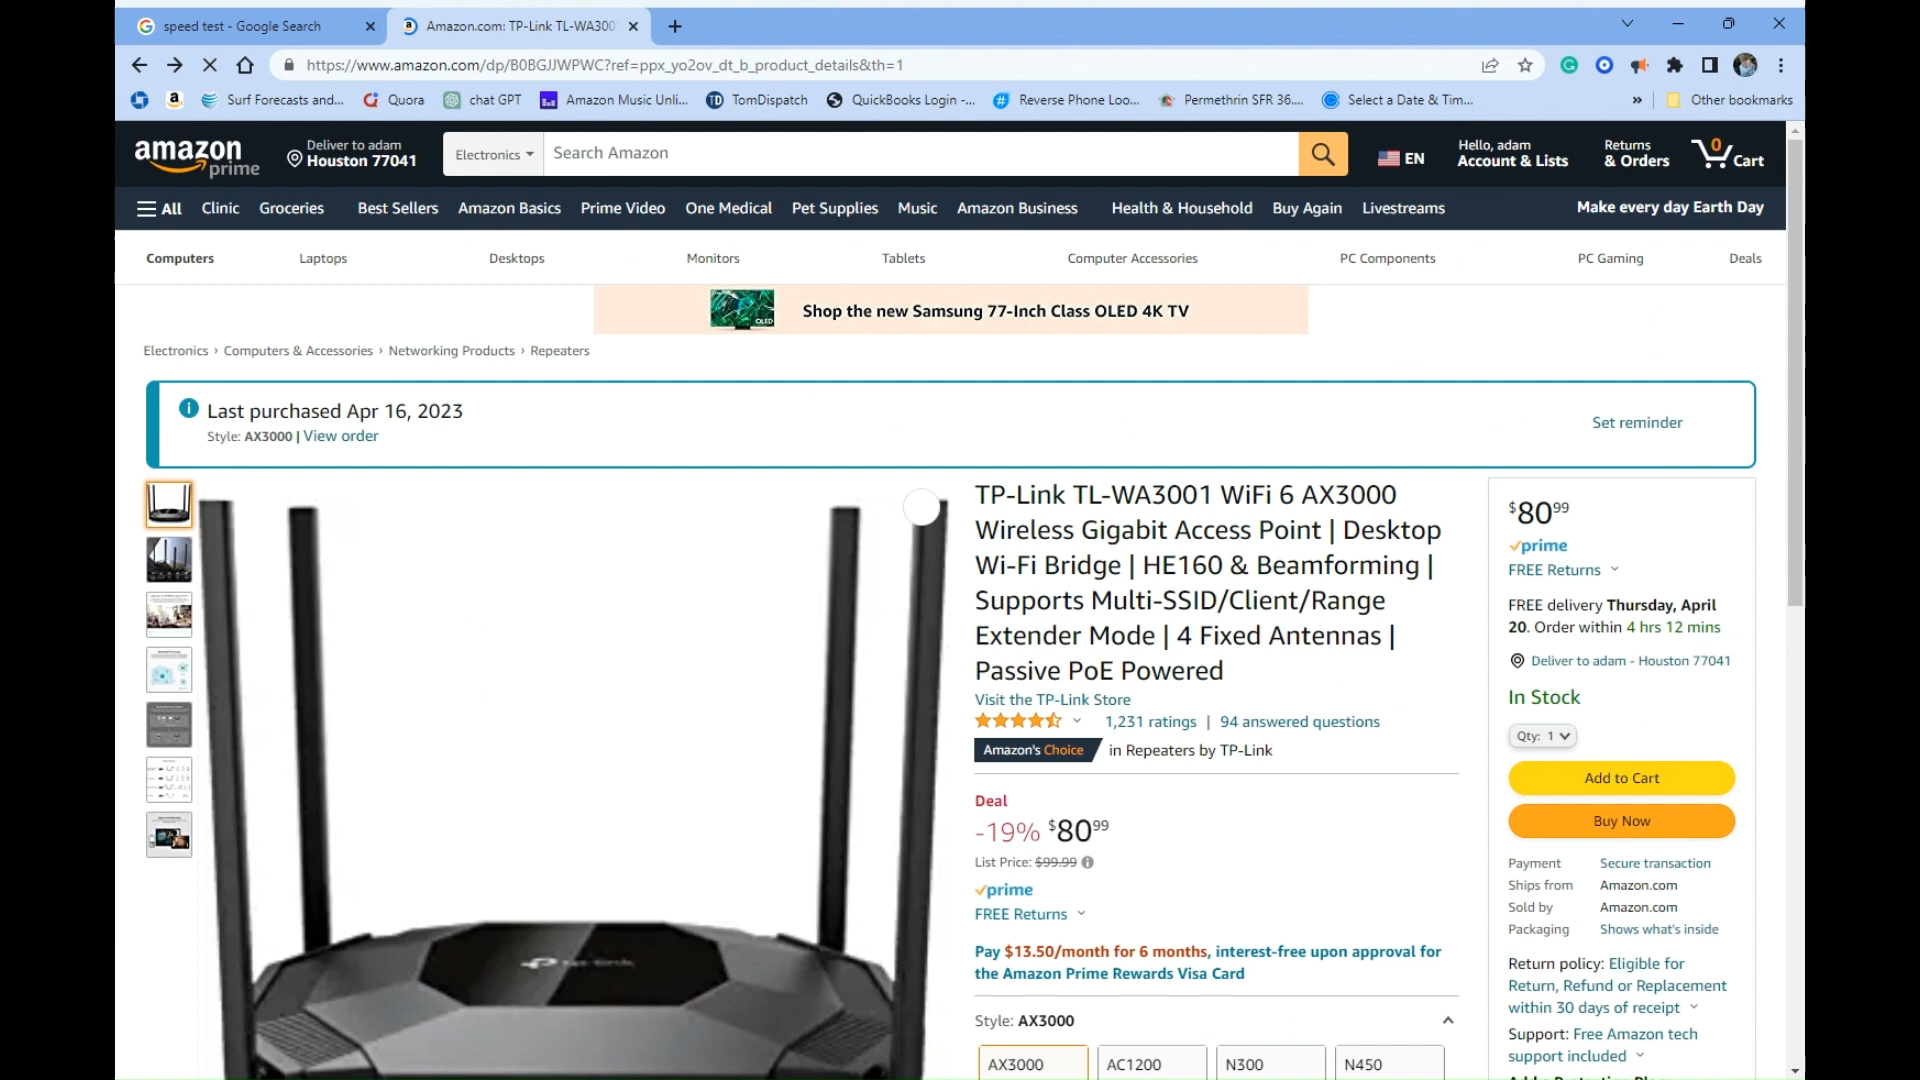 speed test - Google Search
Amazon.com: TP-Link TL-WA300
https://www.amazon.com/dp/B0BGJJWPWC?ref=ppx_yo2ov_dt_b_product_details&th=1
Surf Forecasts and...
Quora
chat GPT
Amazon Music Unli...
TD
TomDispatch
QuickBooks Login -...
Reverse Phone Loo...
Permethrin SFR 36....
Select a Date & Tim...
»
Other bookmarks
amazon
prime
Deliver to adam
Houston 77041
Electronics
Search Amazon
EN
Hello, adam
Account & Lists
Returns
& Orders
0
Cart
All
Clinic
Groceries
Best Sellers
Amazon Basics
Prime Video
One Medical
Pet Supplies
Music
Amazon Business
Health & Household
Buy Again
Livestreams
Make every day Earth Day
Computers
Laptops
Desktops
Monitors
Tablets
Computer Accessories
PC Components
PC Gaming
Deals
OLED
Shop the new Samsung 77-Inch Class OLED 4K TV
Electronics › Computers & Accessories › Networking Products › Repeaters
Last purchased Apr 16, 2023
Style: AX3000 | View order
Set reminder
TP-Link TL-WA3001 WiFi 6 AX3000
Wireless Gigabit Access Point | Desktop
Wi-Fi Bridge | HE160 & Beamforming |
Supports Multi-SSID/Client/Range
Extender Mode | 4 Fixed Antennas |
Passive PoE Powered
Visit the TP-Link Store
1,231 ratings | 94 answered questions
Amazon's Choice in Repeaters by TP-Link
Deal
-19% $80 99
List Price: $99.99
prime
FREE Returns
Pay $13.50/month for 6 months, interest-free upon approval for
the Amazon Prime Rewards Visa Card
Style: AX3000
AX3000
AC1200
N300
N450
tp-link
$80 99
prime
FREE Returns
FREE delivery Thursday, April
20. Order within 4 hrs 12 mins
Deliver to adam - Houston 77041
In Stock
Qty: 1
Add to Cart
Buy Now
Payment Secure transaction
Ships from Amazon.com
Sold by Amazon.com
Packaging Shows what's inside
Return policy: Eligible for
Return, Refund or Replacement
within 30 days of receipt
Support: Free Amazon tech
support included